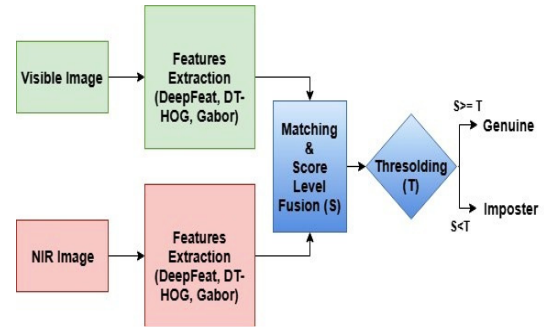 Visible Image
Features
Extraction
(DeepFeat, DT-
HOG, Gabor)
Matching
&
Score
Level
Fusion (S)
Thresolding
(T)
S>= T
Genuine
S<T
Imposter
NIR Image
Features
Extraction
(DeepFeat, DT-
HOG, Gabor)